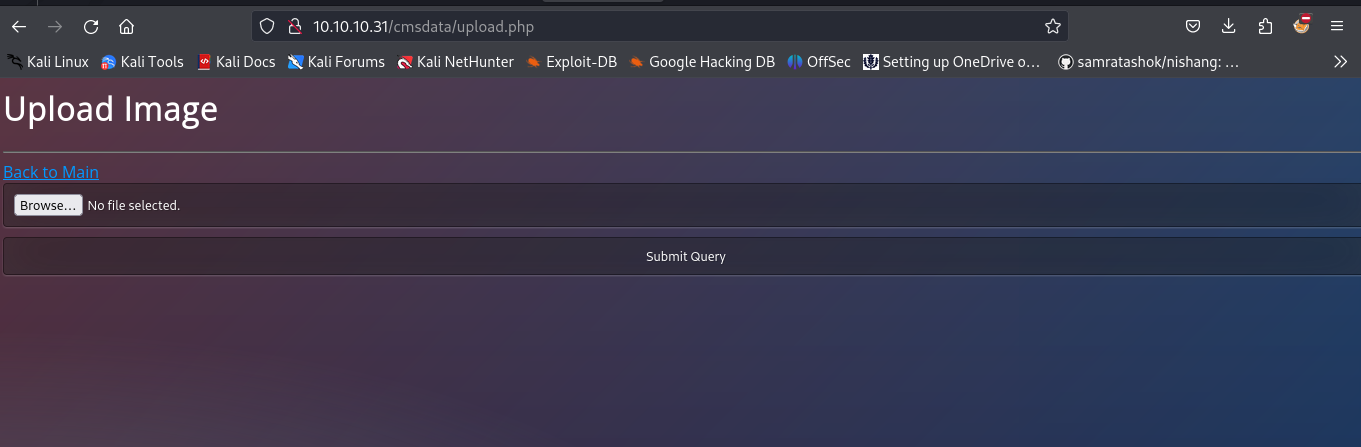 10.10.10.31/cmsdata/upload.php
Kali Linux Kali Tools Kali Docs Kali Forums Kali NetHunter Exploit-DB Google Hacking DB OffSec Setting up OneDrive o... samratashok/nishang: ...
Upload Image
Back to Main
Browse... No file selected.
Submit Query